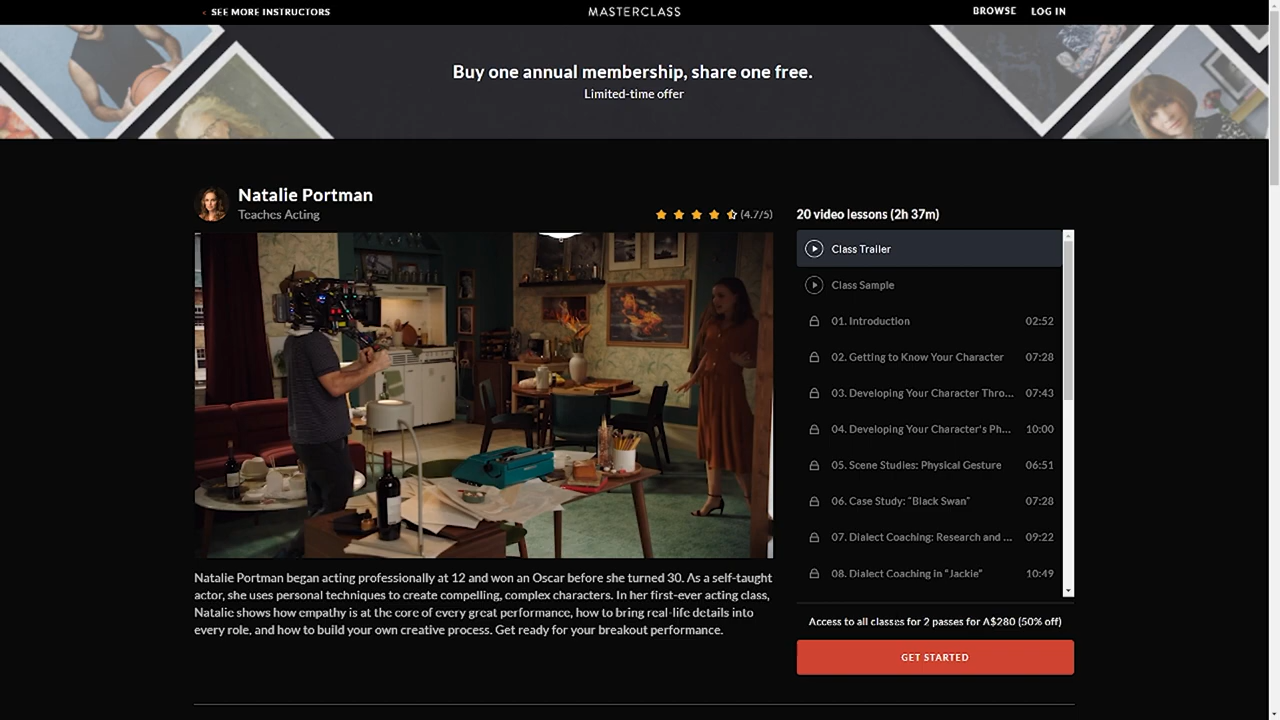 < SEE MORE INSTRUCTORS
MASTERCLASS
BROWSE
LOG IN
Buy one annual membership, share one free.
Limited-time offer
Natalie Portman
Teaches Acting
(4.7/5)
Natalie Portman began acting professionally at 12 and won an Oscar before she turned 30. As a self-taught
actor, she uses personal techniques to create compelling, complex characters. In her first-ever acting class,
Natalie shows how empathy is at the core of every great performance, how to bring real-life details into
every role, and how to build your own creative process. Get ready for your breakout performance.
20 video lessons (2h 37m)
Class Trailer
Class Sample
01. Introduction 02:52
02. Getting to Know Your Character 07:28
03. Developing Your Character Thro... 07:43
04. Developing Your Character's Ph... 10:00
05. Scene Studies: Physical Gesture 06:51
06. Case Study: "Black Swan" 07:28
07. Dialect Coaching: Research and ... 09:22
08. Dialect Coaching in "Jackie" 10:49
Access to all classes for 2 passes for A$280 (50% off)
GET STARTED